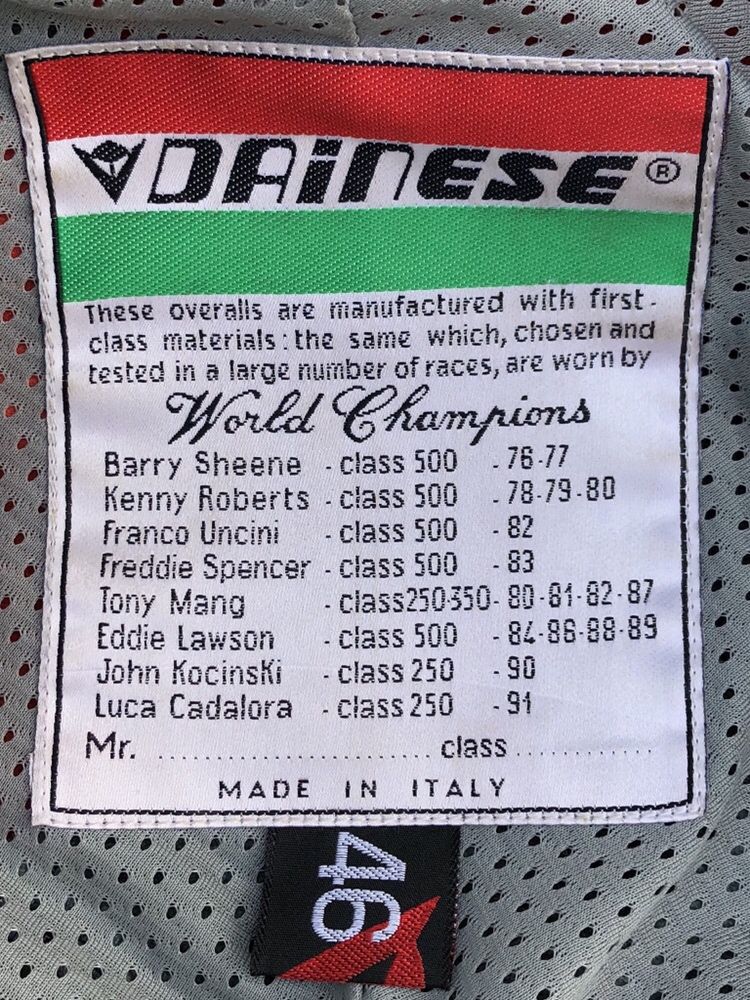 DAINESE ®
These overalls are manufactured with first-
class materials: the same which, chosen and
tested in a large number of races, are worn by
World Champions
Barry Sheene - class 500 - 76-77
Kenny Roberts - class 500 - 78-79-80
Franco Uncini - class 500 - 82
Freddie Spencer - class 500 - 83
Tony Mang - class 250-350 - 80-81-82-87
Eddie Lawson - class 500 - 84-86-88-89
John Kocinski - class 250 - 90
Luca Cadalora - class 250 - 91
Mr. .............................. class ...............
MADE IN ITALY
46